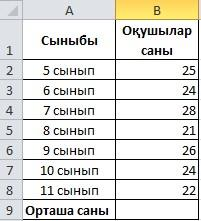 A B
1 Сыныбы Оқушылар
саны
2 5 сынып 25
3 6 сынып 24
4 7 сынып 28
5 8 сынып 21
6 9 сынып 26
7 10 сынып 24
8 11 сынып 22
9 Орташа саны